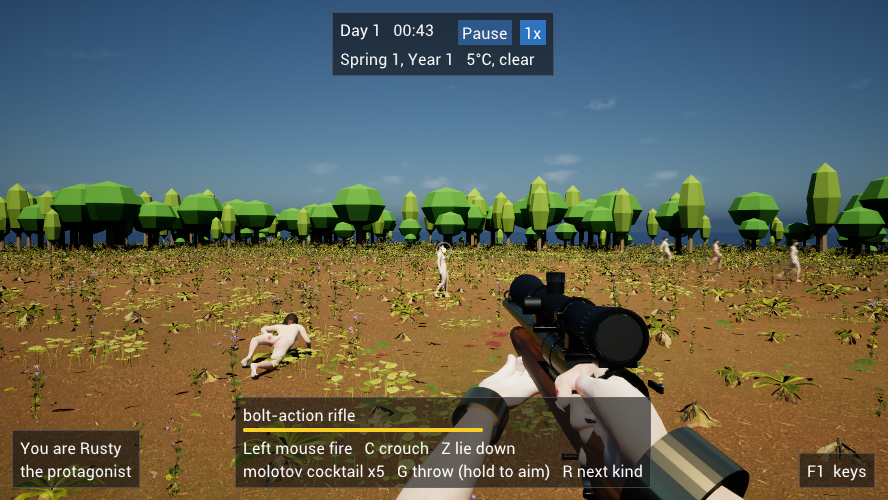 Day 1 00:43 Pause 1x
Spring 1, Year 1 5°C, clear
bolt-action rifle
Left mouse fire C crouch Z lie down
molotov cocktail x5 G throw (hold to aim) R next kind
You are Rusty
the protagonist
F1 keys